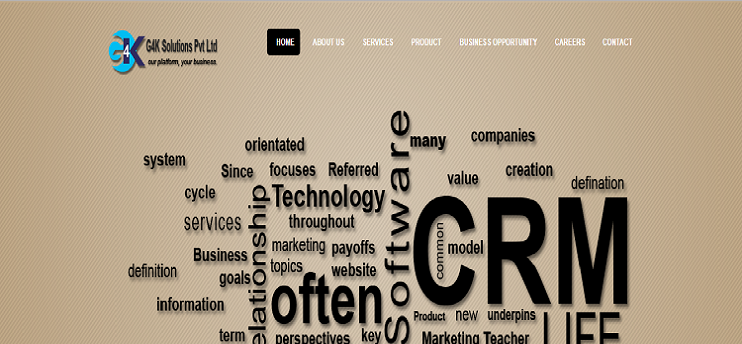 G4K Solutions Pvt Ltd
our platform, your business.
HOME ABOUT US SERVICES PRODUCT BUSINESS OPPORTUNITY CAREERS CONTACT
many
companies
orientated
system
Since
focuses
Referred
creation
value
defination
cycle
Technology
Software
CRM
services
throughout
relationship
common
model
marketing
payoffs
Business
definition
goals
topics
website
often
information
Product
new
underpins
term
perspectives
key
Marketing Teacher
LIFE